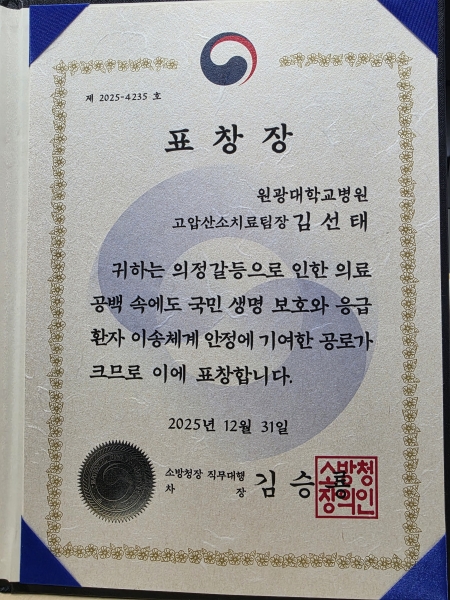 제 2025-4235 호
표창장
원광대학교병원
고압산소치료팀장 김선태
귀하는 의정갈등으로 인한 의료
공백 속에도 국민 생명 보호와 응급
환자 이송체계 안정에 기여한 공로가
크므로 이에 표창합니다.
2025년 12월 31일
소방청장 직무대행
차 장 김승룡
소방청
장의인